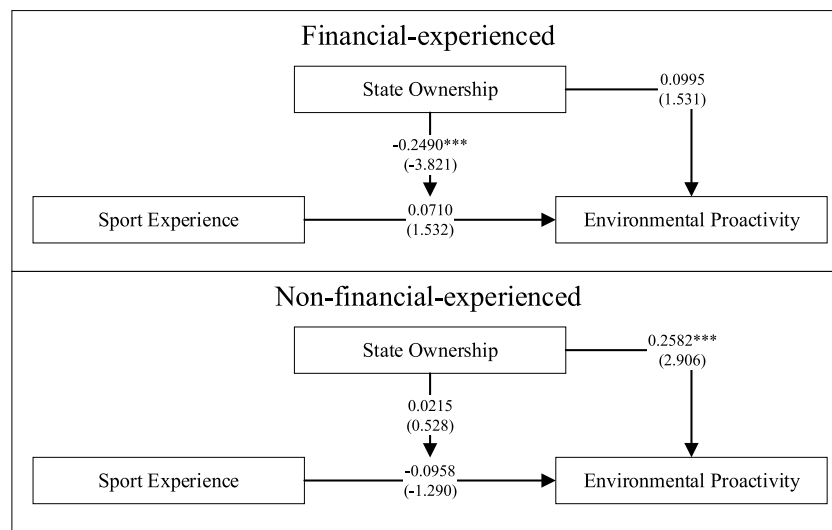 Financial-experienced
State Ownership
0.0995
(1.531)
-0.2490***
(-3.821)
Sport Experience
0.0710
(1.532)
Environmental Proactivity
Non-financial-experienced
State Ownership
0.2582***
(2.906)
0.0215
(0.528)
Sport Experience
-0.0958
(-1.290)
Environmental Proactivity